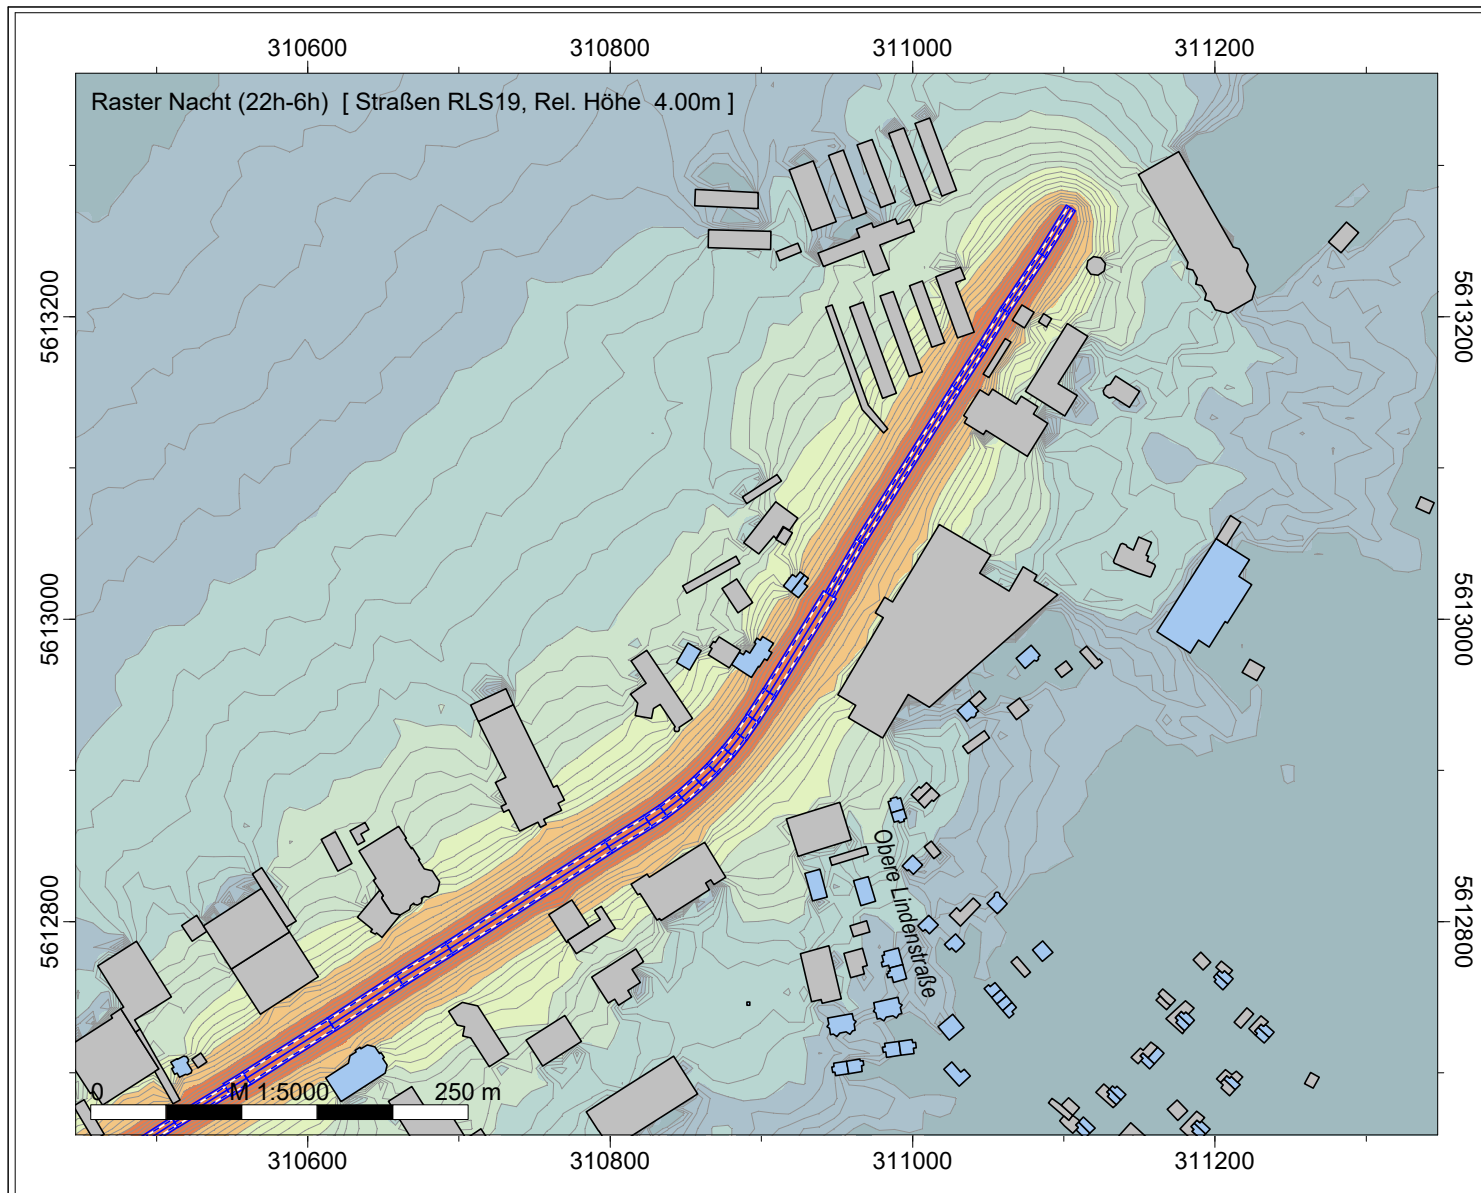 310600 310800 311000 311200
Raster Nacht (22h-6h) [ Straßen RLS19, Rel. Höhe 4.00m ]
5613200 5613200
5613000 5613000
Obere Lindenstraße
5612800 5612800
0 M 1:5000 250 m
310600 310800 311000 311200